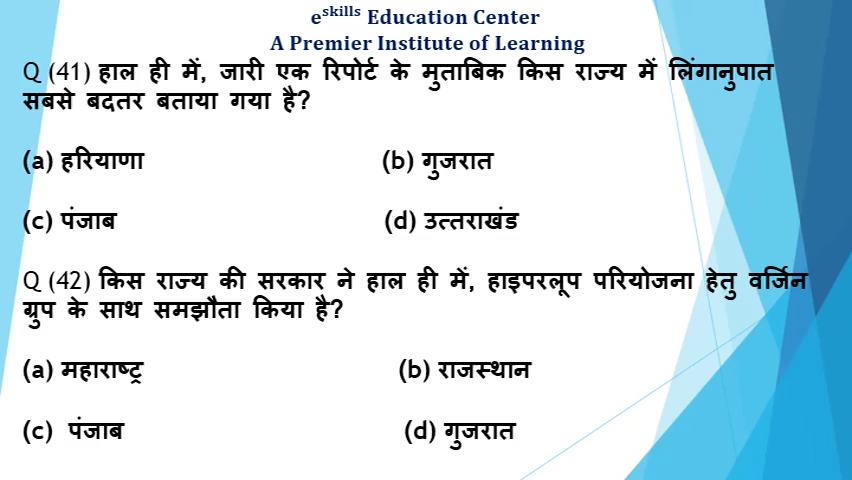 eskills Education Center
A Premier Institute of Learning
Q (41) हाल ही में, जारी एक रिपोर्ट के मुताबिक किस राज्य में लिंगानुपात
सबसे बदतर बताया गया है?
(a) हरियाणा (b) गुजरात
(c) पंजाब (d) उत्तराखंड
Q (42) किस राज्य की सरकार ने हाल ही में, हाइपरलूप परियोजना हेतु वर्जिन
ग्रुप के साथ समझौता किया है?
(a) महाराष्ट्र (b) राजस्थान
(c) पंजाब (d) गुजरात